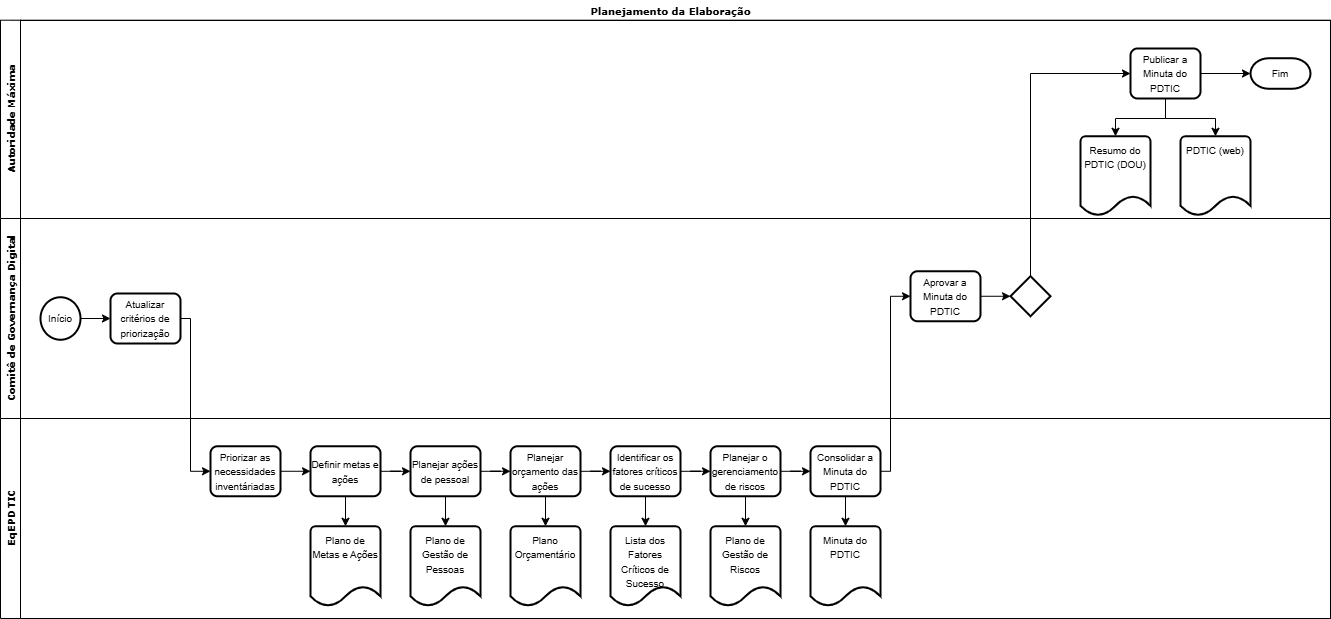 Planejamento da Elaboração
Autoridade Máxima
Publicar a
Minuta do
PDTIC
Fim
Resumo do
PDTIC (DOU)
PDTIC (web)
Comitê de Governança Digital
Início
Atualizar
critérios de
priorização
Aprovar a
Minuta do
PDTIC
EqEPDTIC
Priorizar as
necessidades
inventáriadas
Definir metas e
ações
Planejar ações
de pessoal
Planejar
orçamento das
ações
Identificar os
fatores críticos
de sucesso
Planejar o
gerenciamento
de riscos
Consolidar a
Minuta do
PDTIC
Plano de
Metas e Ações
Plano de
Gestão de
Pessoas
Plano
Orçamentário
Lista dos
Fatores
Críticos de
Sucesso
Plano de
Gestão de
Riscos
Minuta do
PDTIC